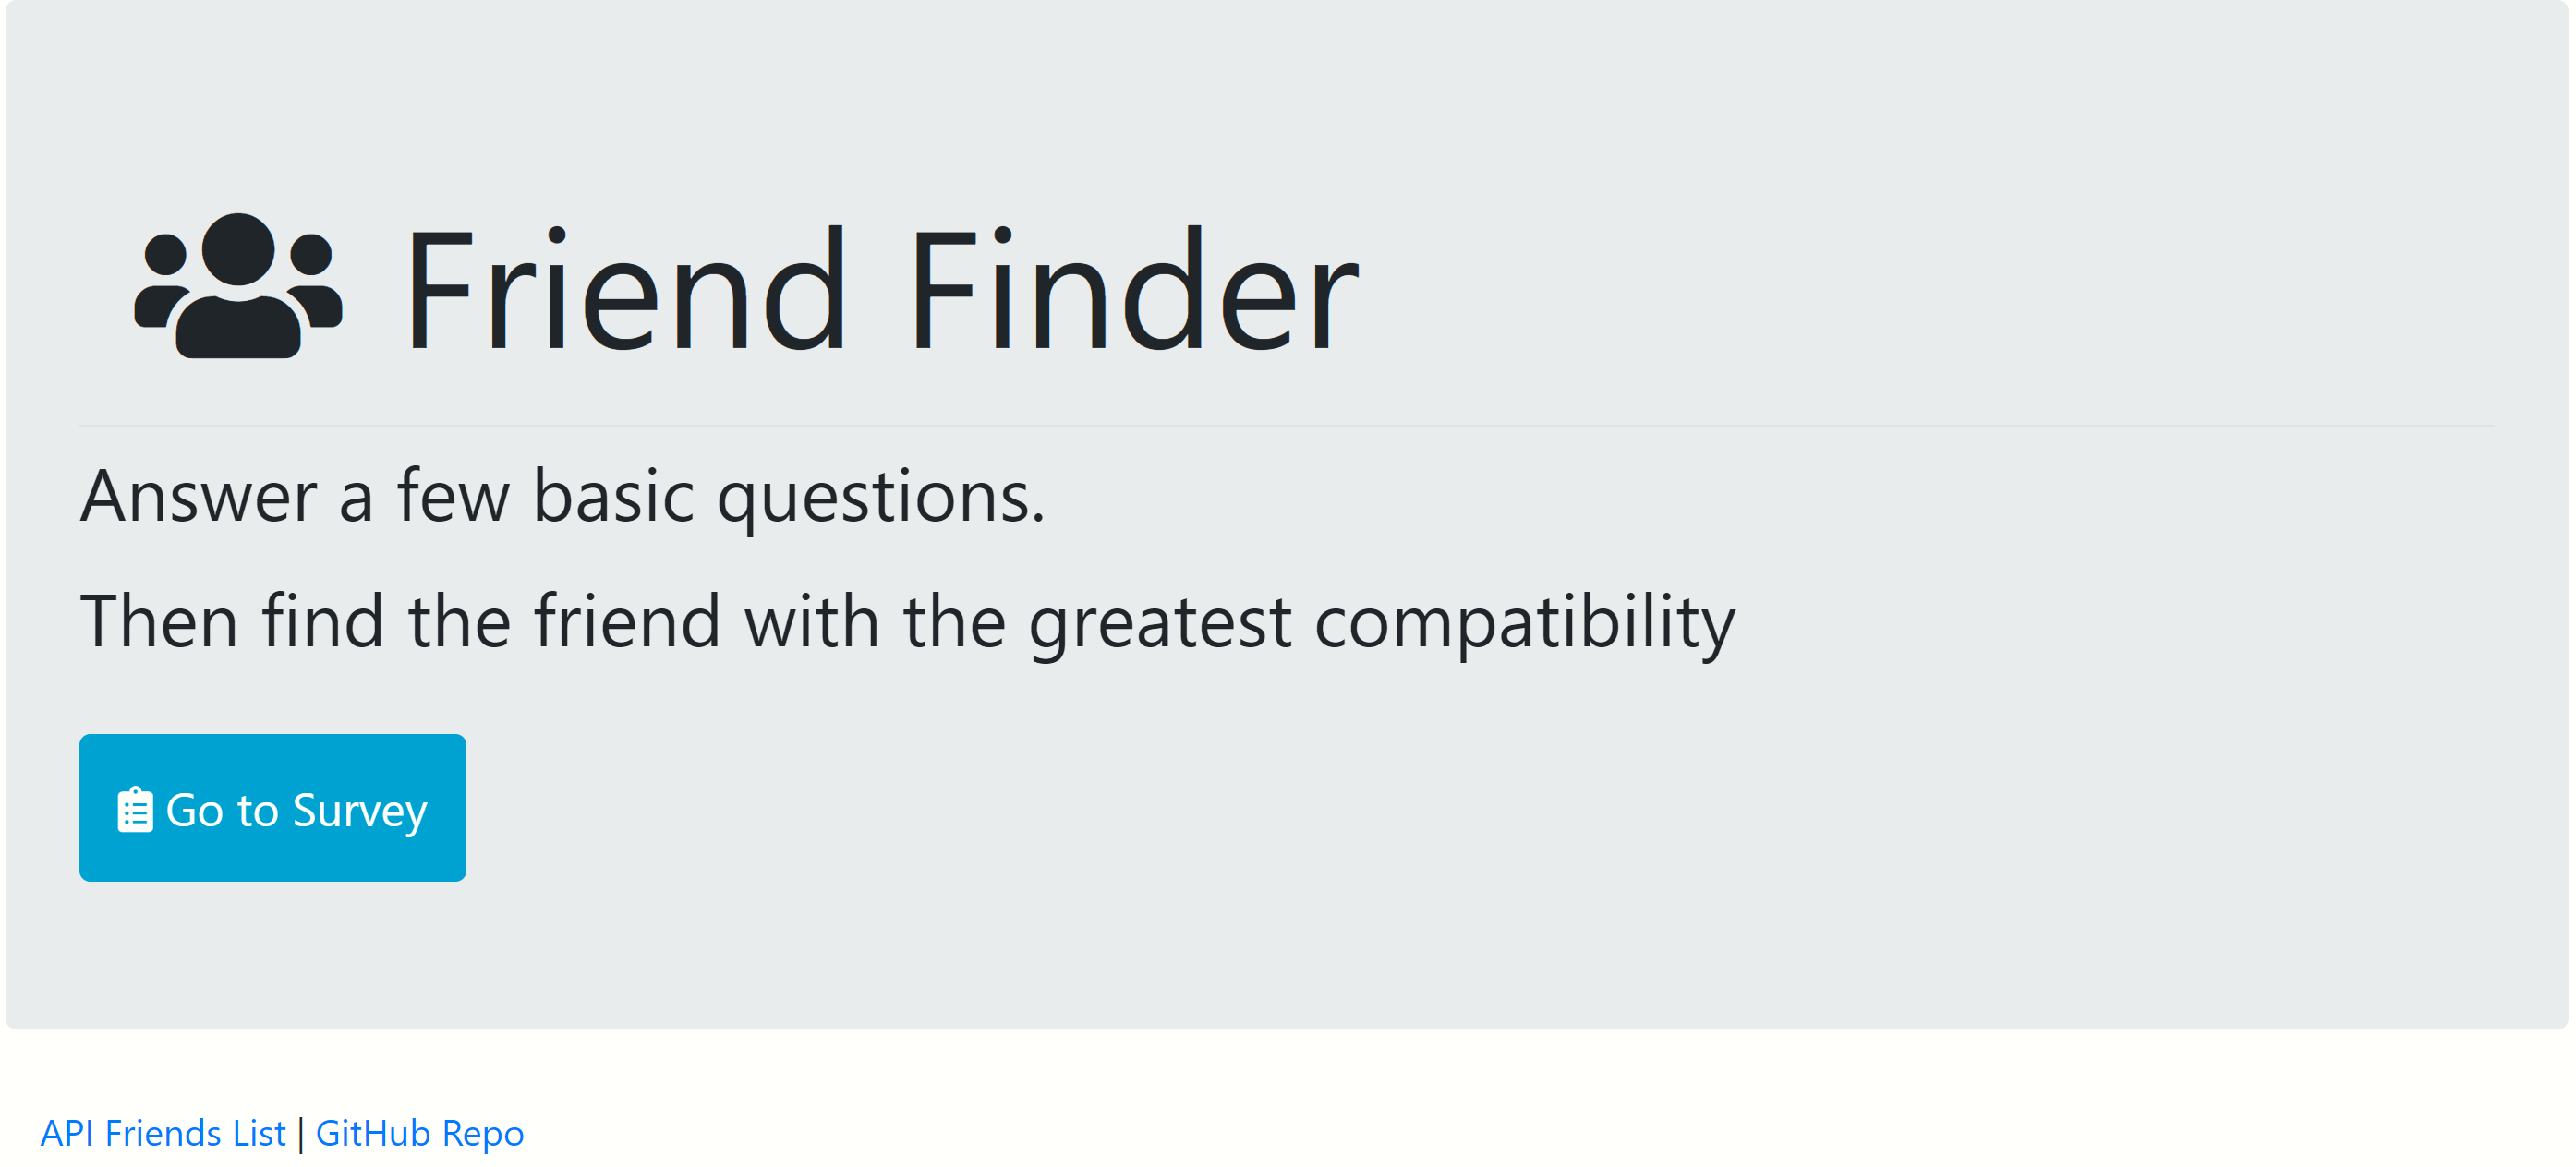 Friend Finder
Answer a few basic questions.
Then find the friend with the greatest compatibility
Go to Survey
API Friends List | GitHub Repo